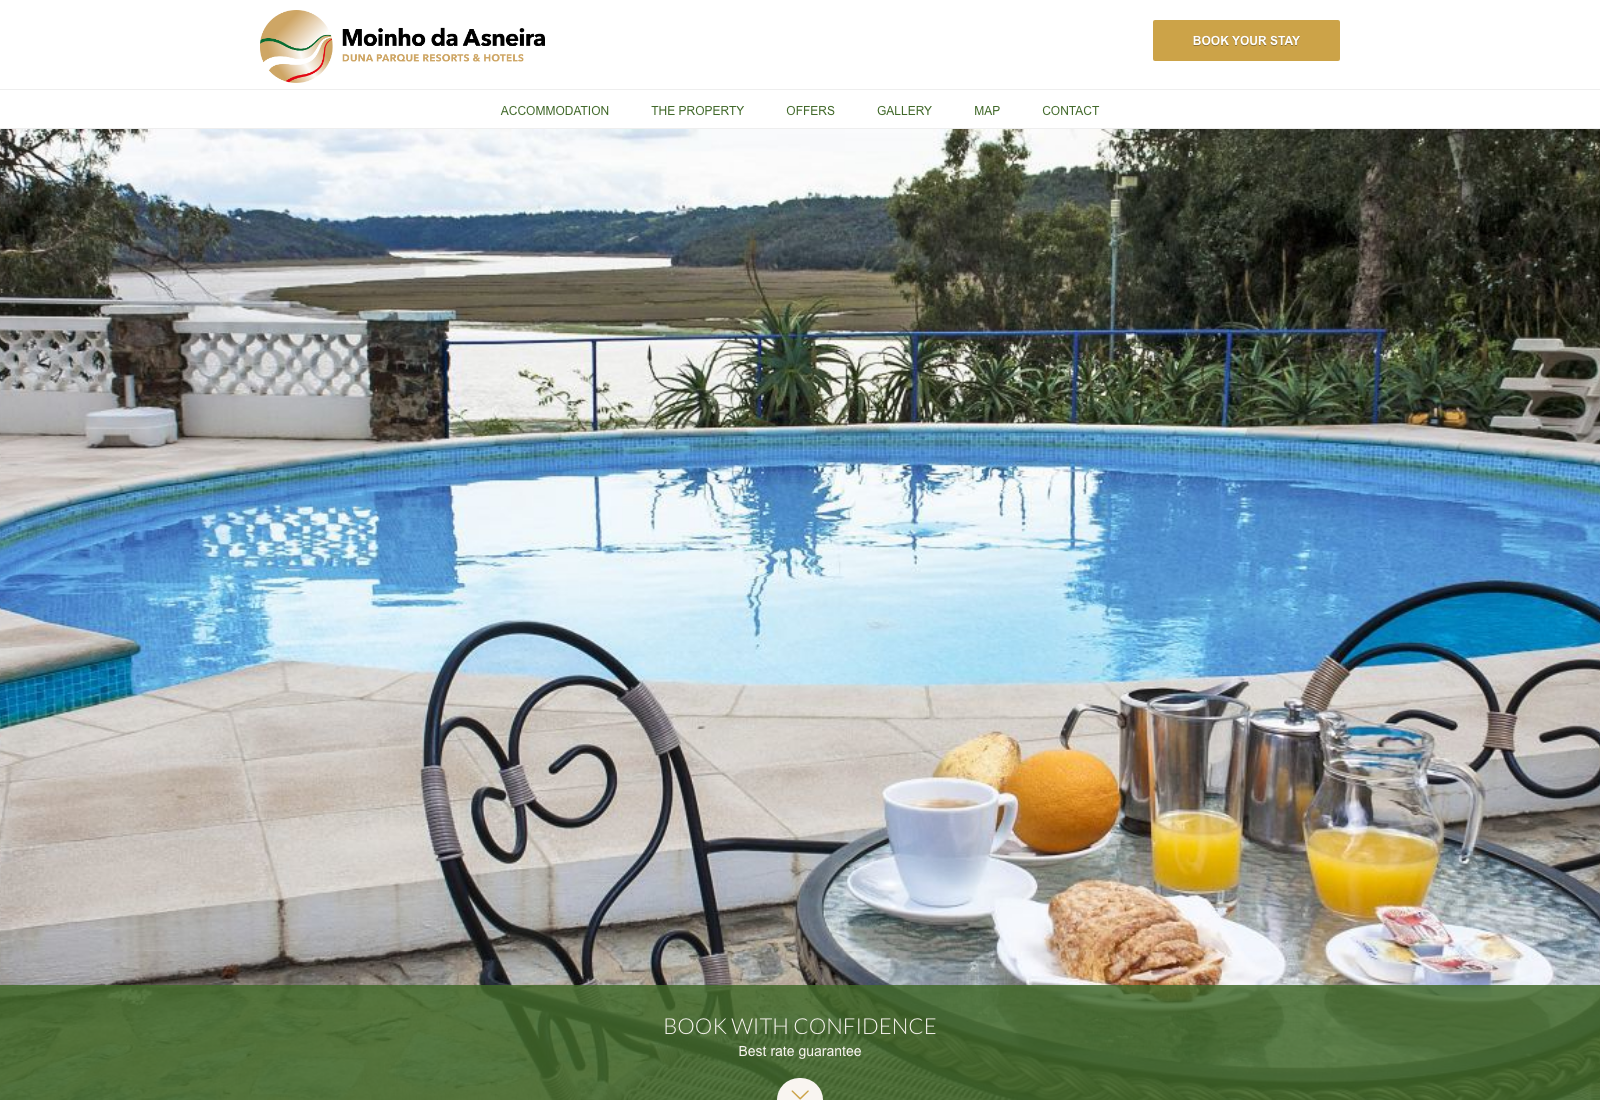 Moinho da Asneira
DUNA PARQUE RESORTS & HOTELS
BOOK YOUR STAY
ACCOMMODATION
THE PROPERTY
OFFERS
GALLERY
MAP
CONTACT
BOOK WITH CONFIDENCE
Best rate guarantee